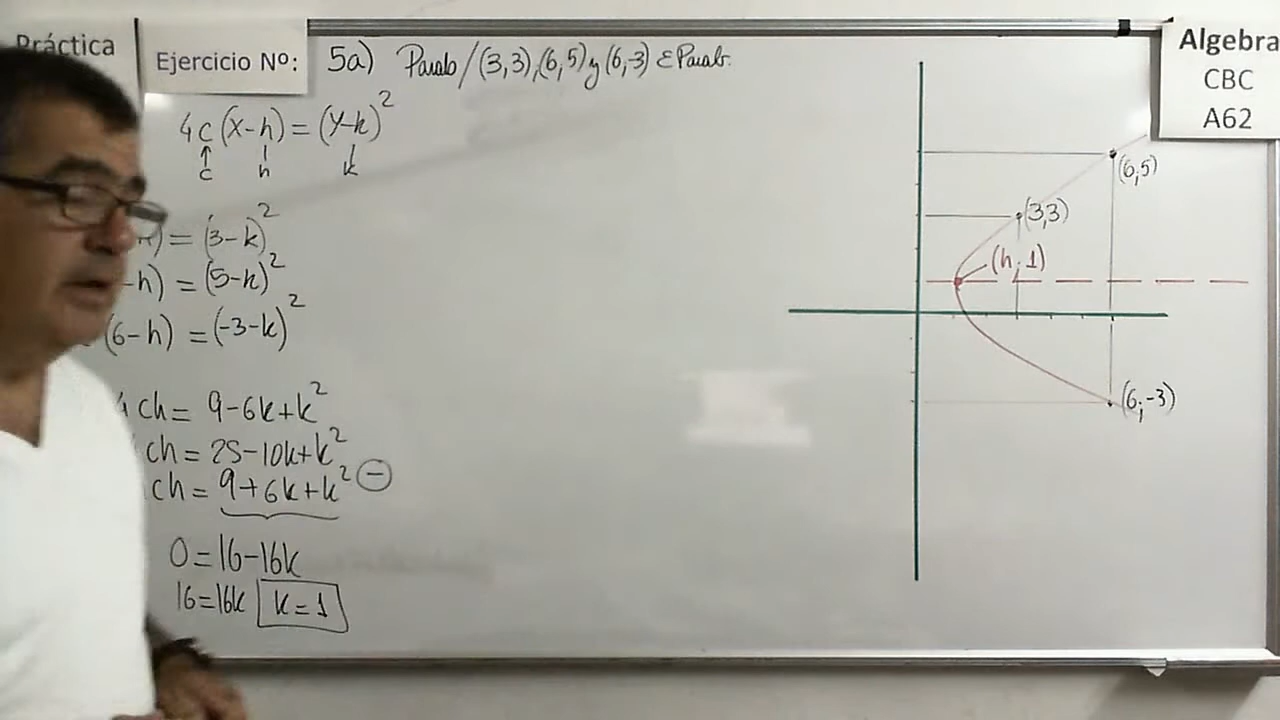 Práctica
Ejercicio Nº:
5a) Parab / (3,3), (6,5) y (6,-3) ∈ Parab.
Algebra
CBC
A62
4c(x-h) = (y-k)²
c h k
) = (3-k)²
-h) = (5-k)²
(6-h) = (-3-k)²
ch = 9-6k+k²
ch = 25-10k+k²
ch = 9+6k+k² (-)
0 = 16-16k
16=16k k=1
(6,5)
(3,3)
(h,1)
(6,-3)